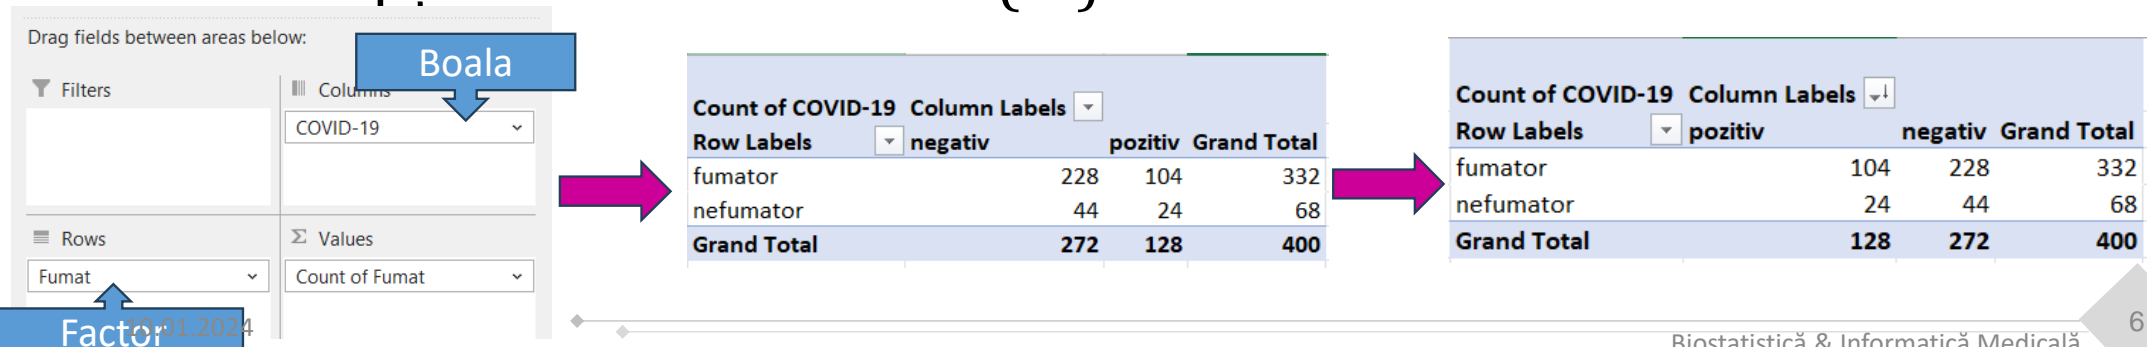 Drag fields between areas below:
Boala
Filters
Columns
COVID-19
Rows
Σ Values
Fumat
Count of Fumat
Factor
10.01.2024
Count of COVID-19 Column Labels
Row Labels negativ pozitiv Grand Total
fumator 228 104 332
nefumator 44 24 68
Grand Total 272 128 400
Count of COVID-19 Column Labels
Row Labels pozitiv negativ Grand Total
fumator 104 228 332
nefumator 24 44 68
Grand Total 128 272 400
Biostatistică & Informatică Medicală
6